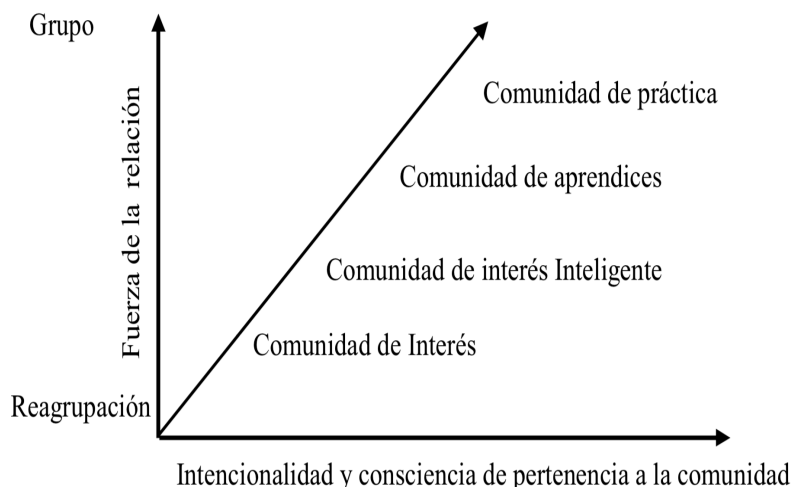 Grupo
Comunidad de práctica
Fuerza de la relación
Comunidad de aprendices
Comunidad de interés Inteligente
Comunidad de Interés
Reagrupación
Intencionalidad y consciencia de pertenencia a la comunidad